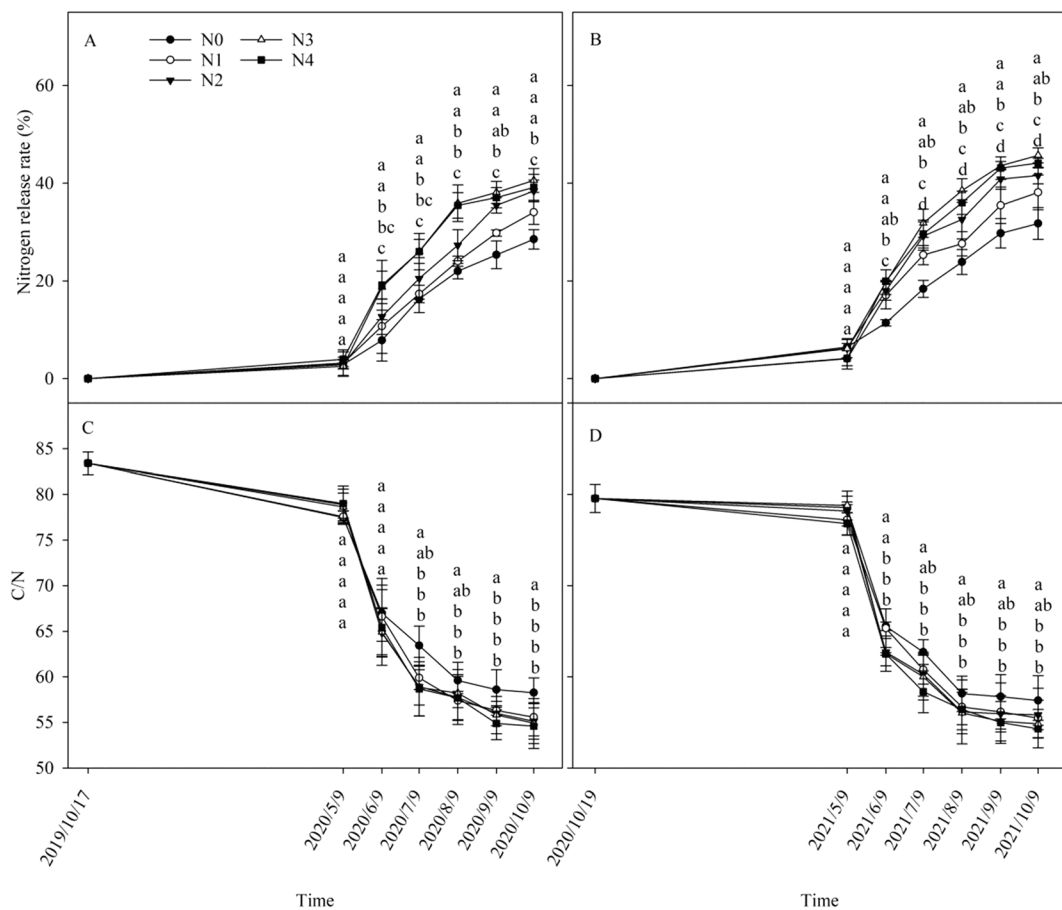 Nitrogen release rate (%)
60
40
20
0
A
N0
N1
N2
N3
N4
a
a
a
a
a
a
a
b
bc
c
a
a
b
bc
c
a
a
b
b
c
a
a
ab
b
c
a
a
a
b
c
B
a
a
a
a
a
a
a
ab
b
c
a
ab
b
c
d
a
ab
b
c
d
a
a
b
c
d
a
ab
b
c
d
C/N
85
80
75
70
65
60
55
50
C
a
a
a
a
a
a
a
a
a
a
a
ab
b
b
b
a
ab
b
b
b
a
b
b
b
b
a
b
b
b
b
D
a
a
a
a
a
a
a
b
b
b
a
ab
b
b
b
a
ab
b
b
b
a
ab
b
b
b
a
ab
b
b
b
2019/10/17
2020/5/9
2020/6/9
2020/7/9
2020/8/9
2020/9/9
2020/10/9
2020/10/19
2021/5/9
2021/6/9
2021/7/9
2021/8/9
2021/9/9
2021/10/9
Time
Time